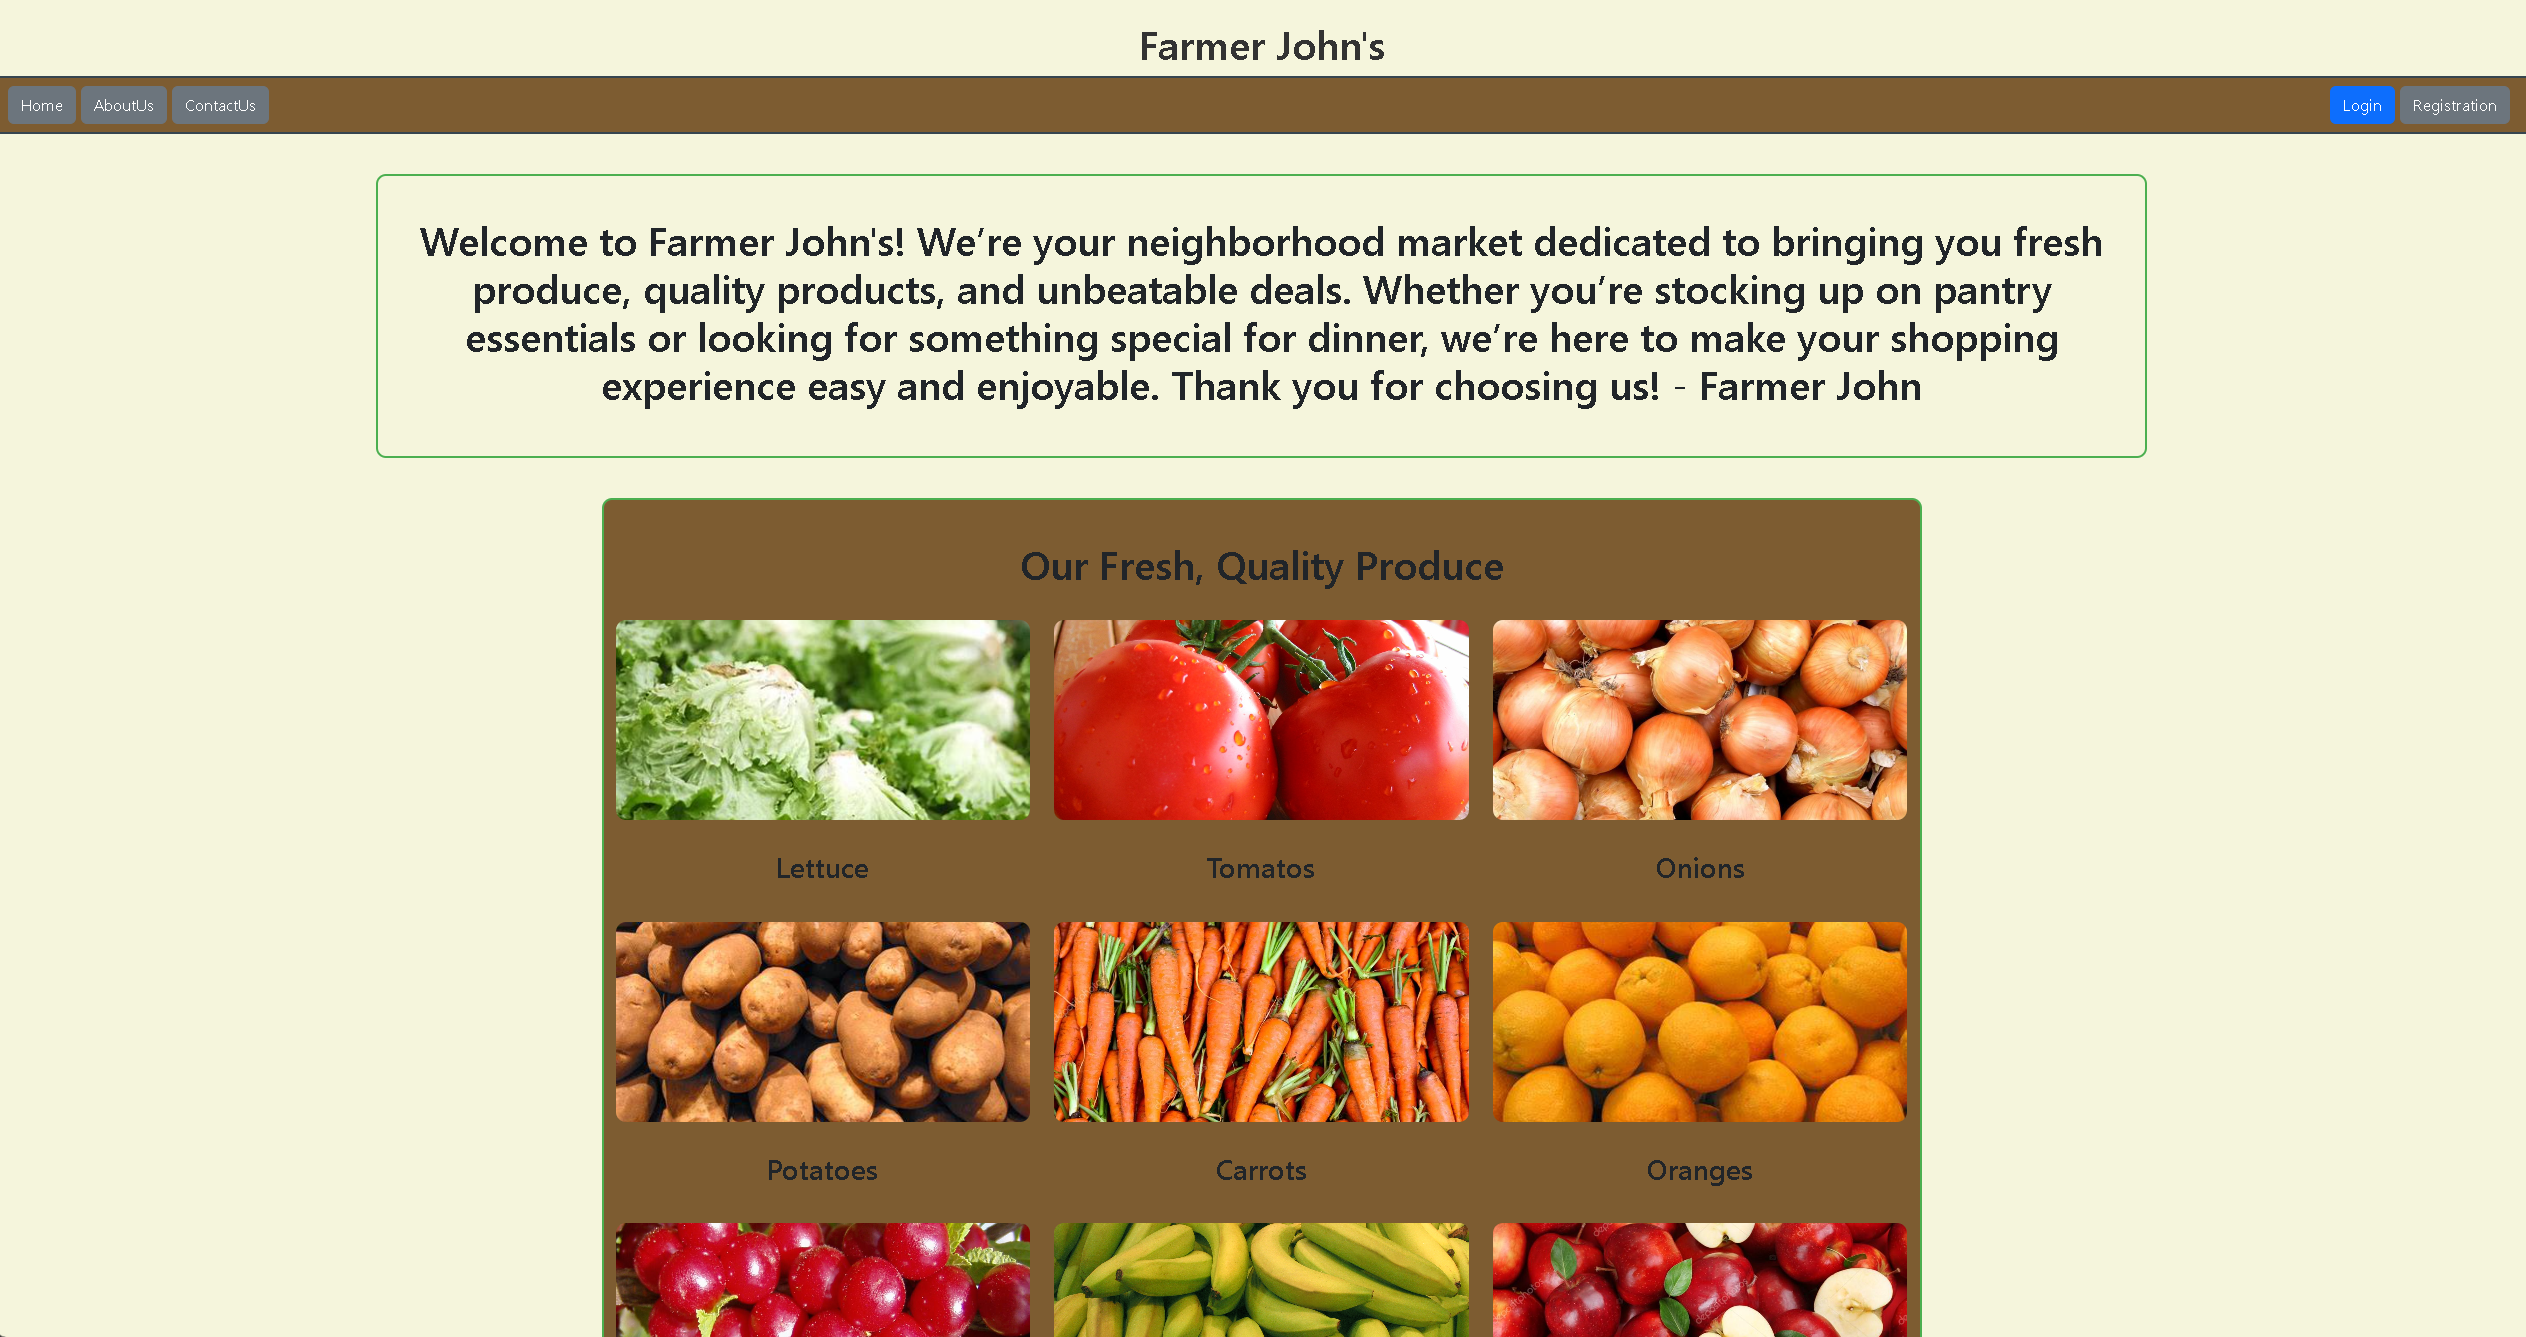 Farmer John's
Home AboutUs ContactUs Login Registration
Welcome to Farmer John's! We’re your neighborhood market dedicated to bringing you fresh
produce, quality products, and unbeatable deals. Whether you’re stocking up on pantry
essentials or looking for something special for dinner, we’re here to make your shopping
experience easy and enjoyable. Thank you for choosing us! - Farmer John
Our Fresh, Quality Produce
Lettuce Tomatos Onions
Potatoes Carrots Oranges